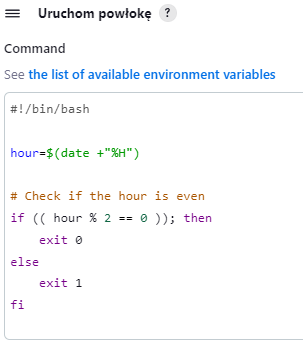 Uruchom powłokę ?
Command
See the list of available environment variables
#!/bin/bash
hour=$(date +"%H")
# Check if the hour is even
if (( hour % 2 == 0 )); then
    exit 0
else
    exit 1
fi